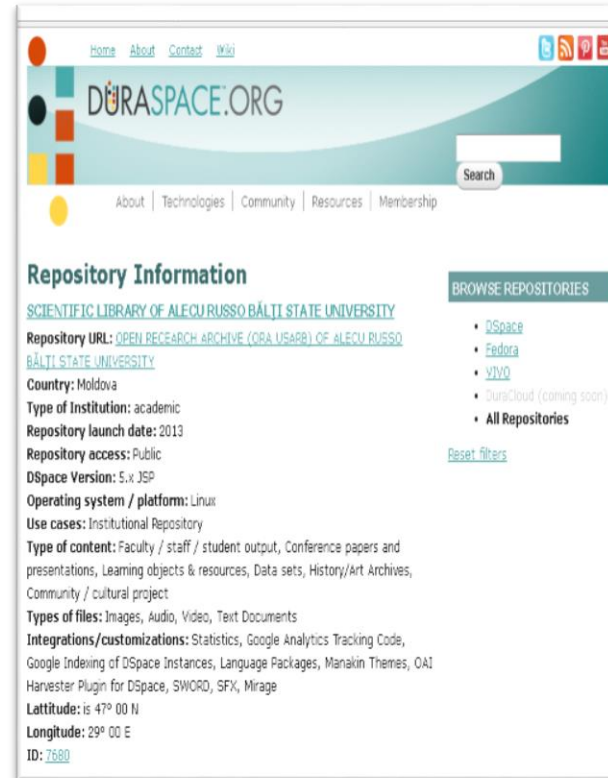 Home About Contact Wiki
DURASPACE.ORG
Search
About | Technologies | Community | Resources | Membership
Repository Information
SCIENTIFIC LIBRARY OF ALECU RUSSO BĂLŢI STATE UNIVERSITY
Repository URL: OPEN RECEARCH ARCHIVE (ORA USARB) OF ALECU RUSSO
BĂLŢI STATE UNIVERSITY
Country: Moldova
Type of Institution: academic
Repository launch date: 2013
Repository access: Public
DSpace Version: 5.x JSP
Operating system / platform: Linux
Use cases: Institutional Repository
Type of content: Faculty / staff / student output, Conference papers and
presentations, Learning objects & resources, Data sets, History/Art Archives,
Community / cultural project
Types of files: Images, Audio, Video, Text Documents
Integrations/customizations: Statistics, Google Analytics Tracking Code,
Google Indexing of DSpace Instances, Language Packages, Manakin Themes, OAI
Harvester Plugin for DSpace, SWORD, SFX, Mirage
Lattitude: is 47º 00 N
Longitude: 29º 00 E
ID: 7680
BROWSE REPOSITORIES
DSpace
Fedora
VIVO
DuraCloud (coming soon)
All Repositories
Reset filters